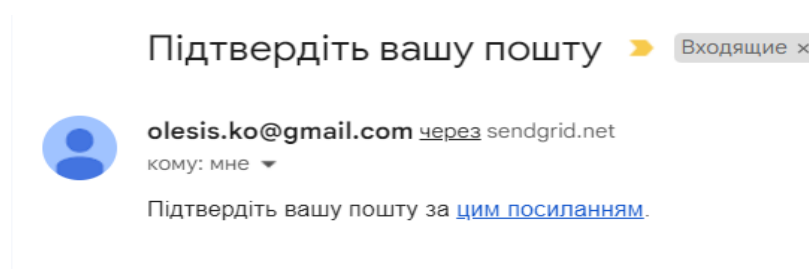 Підтвердіть вашу пошту Входящие ×
olesis.ko@gmail.com через sendgrid.net
кому: мне
Підтвердіть вашу пошту за цим посиланням.